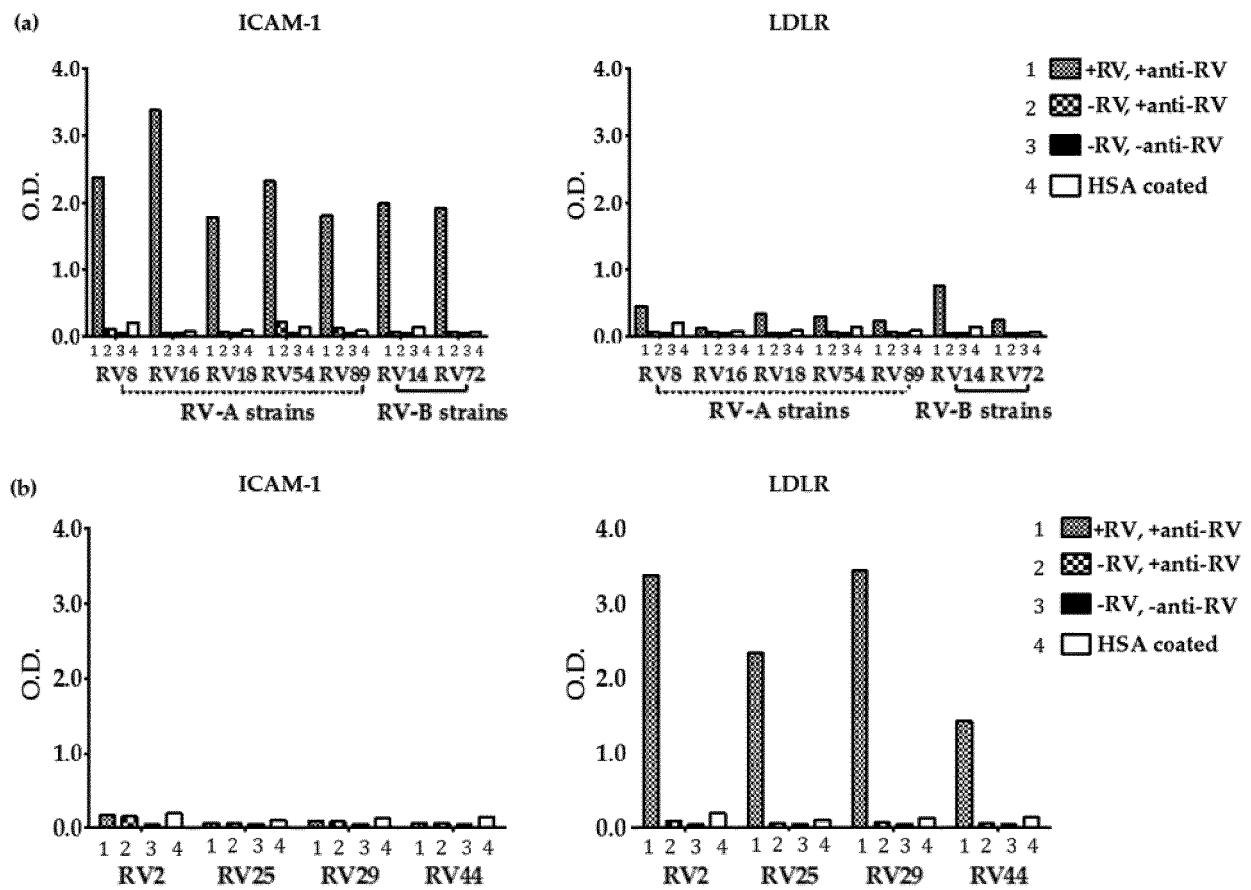 (a)
ICAM-1
LDLR
4.0
3.0
2.0
1.0
0.0
O.D.
1 2 3 4 1 2 3 4 1 2 3 4 1 2 3 4 1 2 3 4 1 2 3 4 1 2 3 4
RV8 RV16 RV18 RV54 RV89 RV14 RV72
RV-A strains RV-B strains
4.0
3.0
2.0
1.0
0.0
O.D.
1 2 3 4 1 2 3 4 1 2 3 4 1 2 3 4 1 2 3 4 1 2 3 4 1 2 3 4
RV8 RV16 RV18 RV54 RV89 RV14 RV72
RV-A strains RV-B strains
1 +RV, +anti-RV
2 -RV, +anti-RV
3 -RV, -anti-RV
4 HSA coated
(b)
ICAM-1
LDLR
4.0
3.0
2.0
1.0
0.0
O.D.
1 2 3 4 1 2 3 4 1 2 3 4 1 2 3 4
RV2 RV25 RV29 RV44
4.0
3.0
2.0
1.0
0.0
O.D.
1 2 3 4 1 2 3 4 1 2 3 4 1 2 3 4
RV2 RV25 RV29 RV44
1 +RV, +anti-RV
2 -RV, +anti-RV
3 -RV, -anti-RV
4 HSA coated